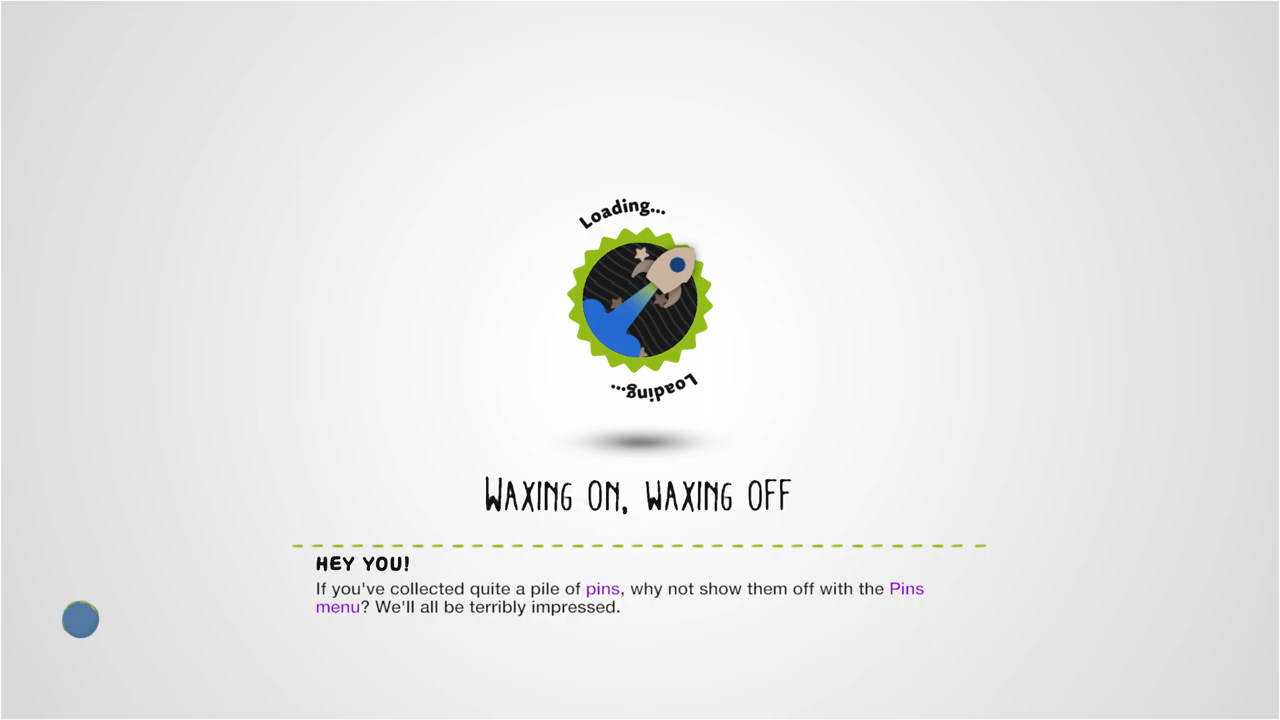 Loading...
Loading...
Waxing on, waxing off
HEY YOU!
If you've collected quite a pile of pins, why not show them off with the Pins
menu? We'll all be terribly impressed.